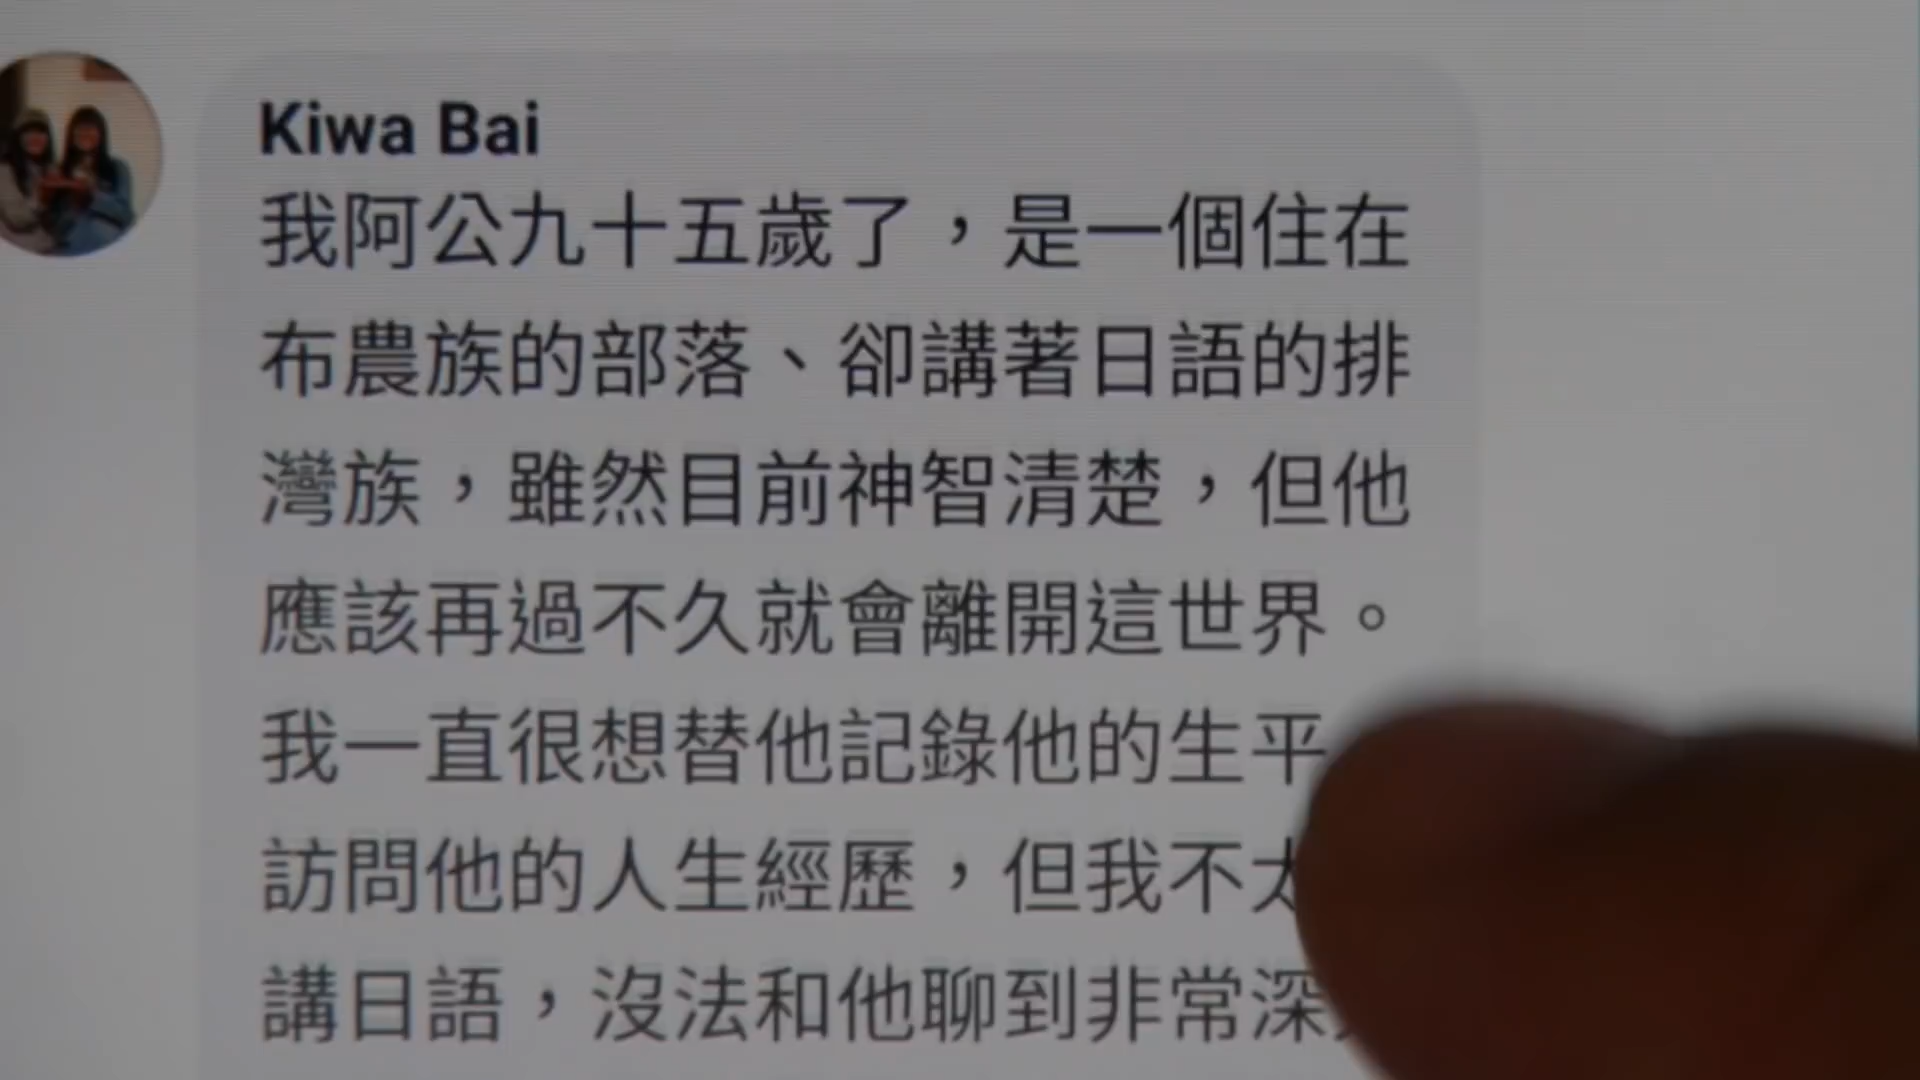 Kiwa Bai
我阿公九十五歲了，是一個住在
布農族的部落、卻講著日語的排
灣族，雖然目前神智清楚，但他
應該再過不久就會離開這世界。
我一直很想替他記錄他的生平
訪問他的人生經歷，但我不太
講日語，沒法和他聊到非常深